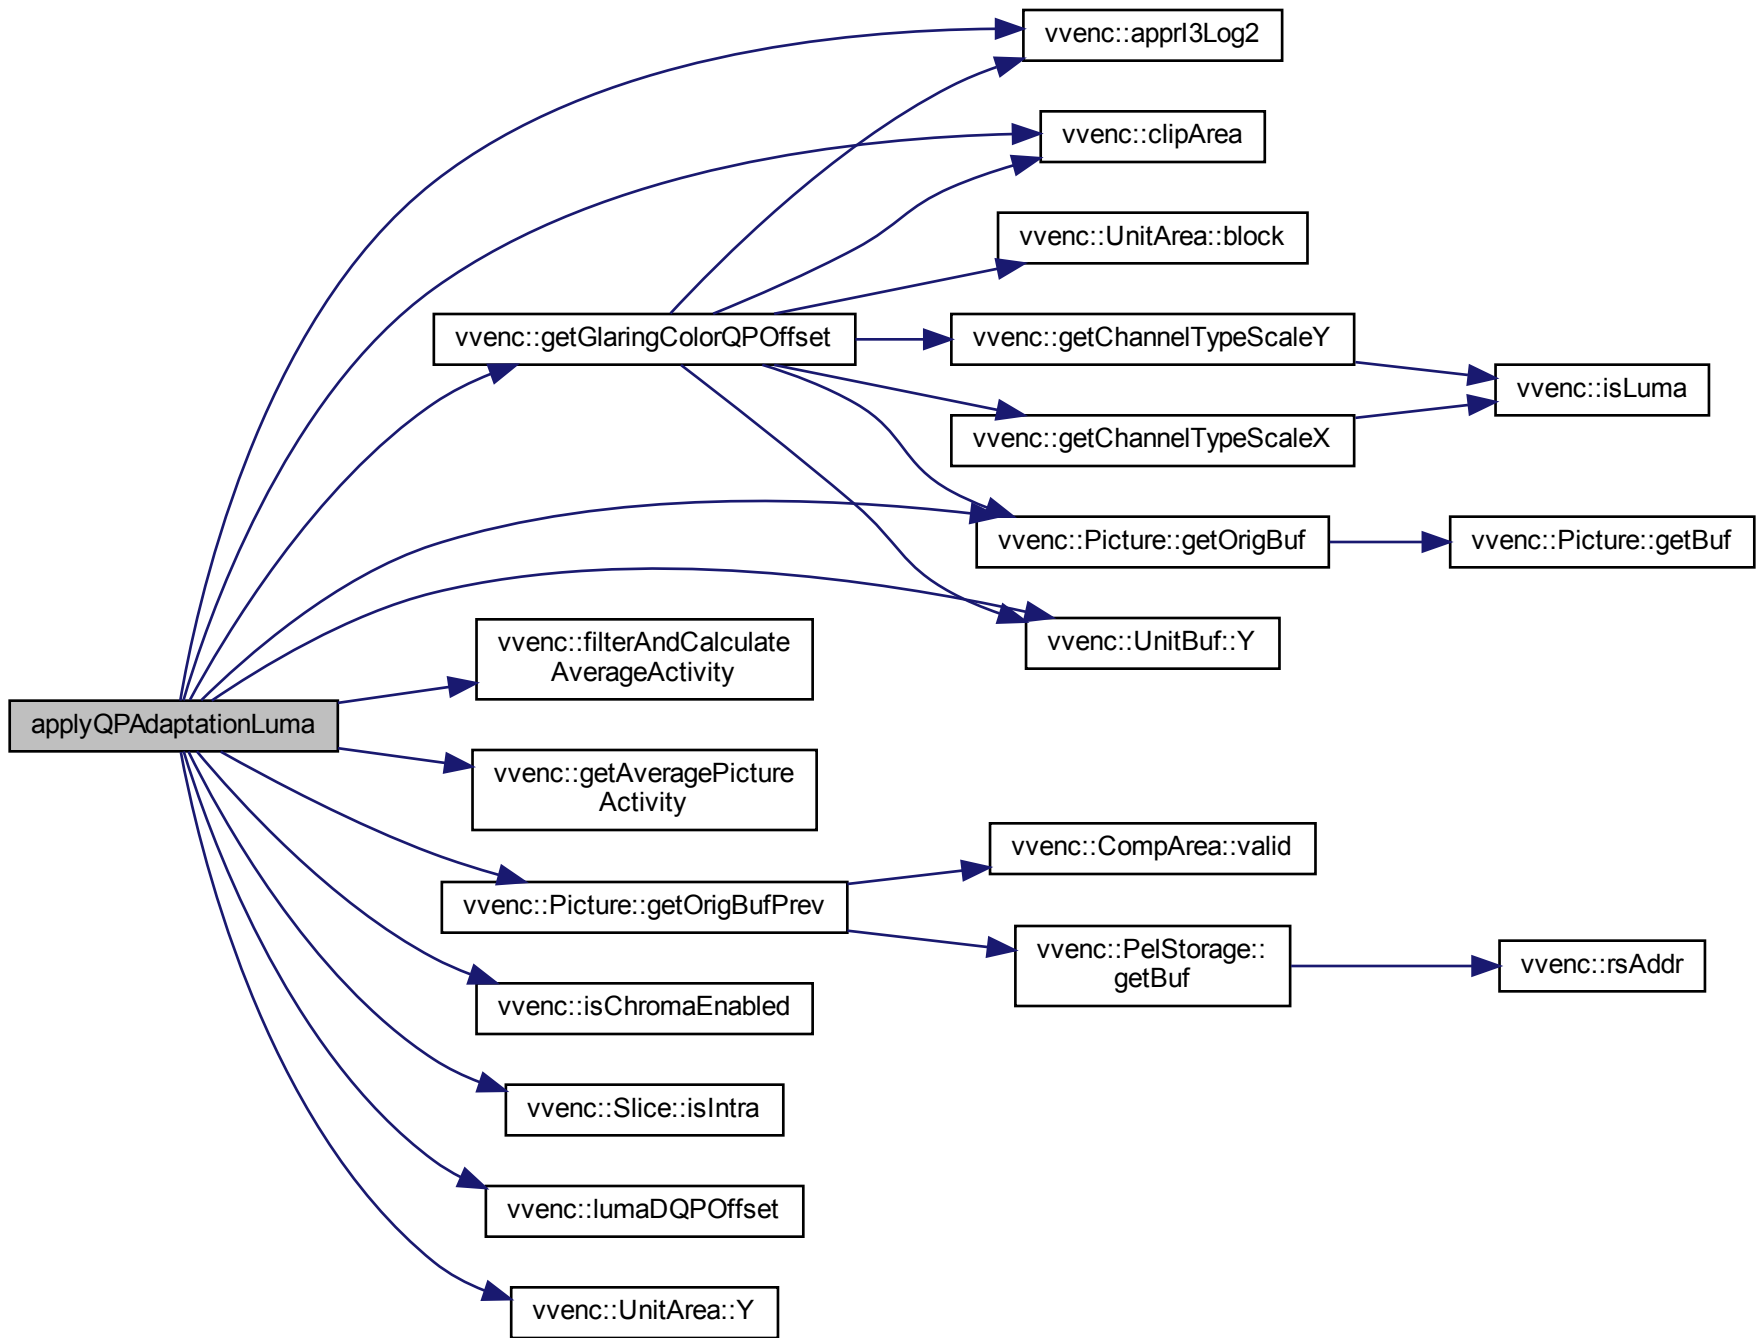 vvenc::apprI3Log2
vvenc::clipArea
vvenc::UnitArea::block
vvenc::getGlaringColorQPOffset
vvenc::getChannelTypeScaleY
vvenc::isLuma
vvenc::getChannelTypeScaleX
vvenc::Picture::getOrigBuf
vvenc::Picture::getBuf
vvenc::UnitBuf::Y
vvenc::filterAndCalculate
AverageActivity
applyQPAdaptationLuma
vvenc::getAveragePicture
Activity
vvenc::CompArea::valid
vvenc::Picture::getOrigBufPrev
vvenc::PelStorage::
getBuf
vvenc::rsAddr
vvenc::isChromaEnabled
vvenc::Slice::isIntra
vvenc::lumaDQPOffset
vvenc::UnitArea::Y